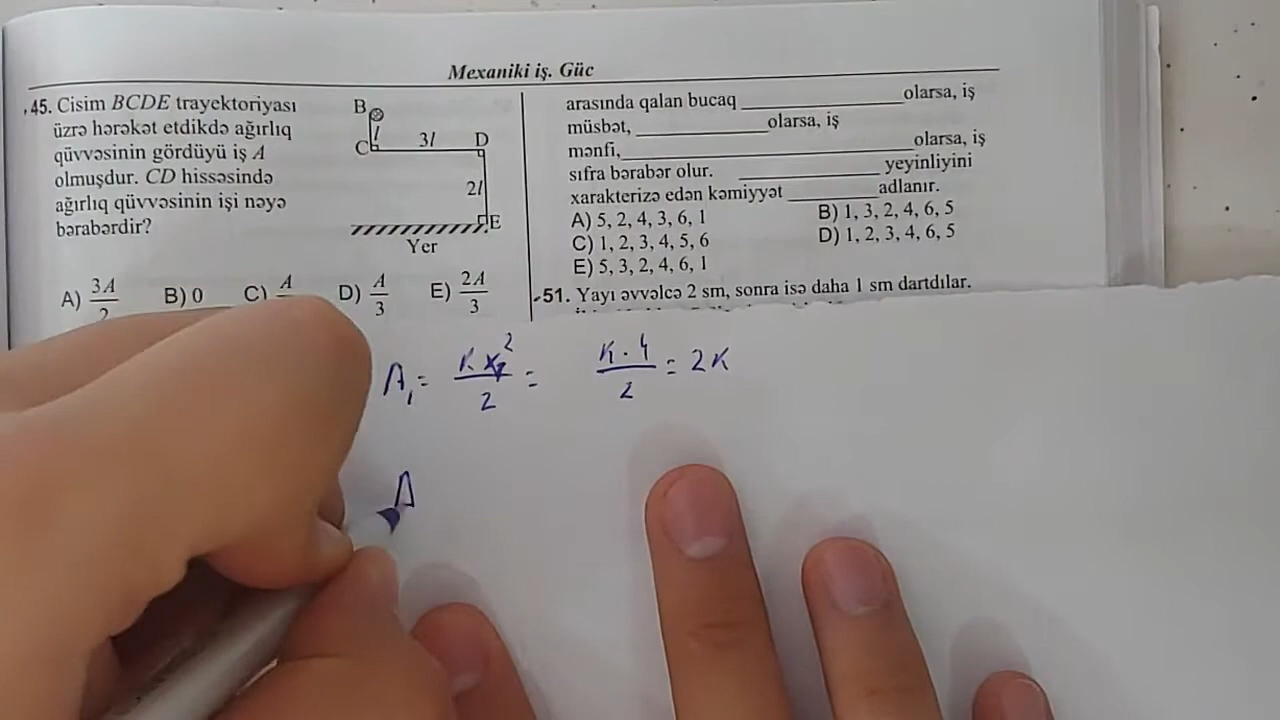 Mexaniki iş. Güc
45. Cisim BCDE trayektoriyası
üzrə hərəkət etdikdə ağırlıq
qüvvəsinin gördüyü iş A
olmuşdur. CD hissəsində
ağırlıq qüvvəsinin işi nəyə
bərabərdir?
B
l
C
3l
D
2l
E
Yer
A) 3A/2 B) 0 C) A D) A/3 E) 2A/3
arasında qalan bucaq ____________ olarsa, iş
müsbət, ____________ olarsa, iş
mənfi, ____________ olarsa, iş
sıfra bərabər olur. ____________ yeyinliyini
xarakterizə edən kəmiyyət ________ adlanır.
A) 5, 2, 4, 3, 6, 1 B) 1, 3, 2, 4, 6, 5
C) 1, 2, 3, 4, 5, 6 D) 1, 2, 3, 4, 6, 5
E) 5, 3, 2, 4, 6, 1
51. Yayı əvvəlcə 2 sm, sonra isə daha 1 sm dartdılar.
A₁ = = K·4/2 = 2K
A